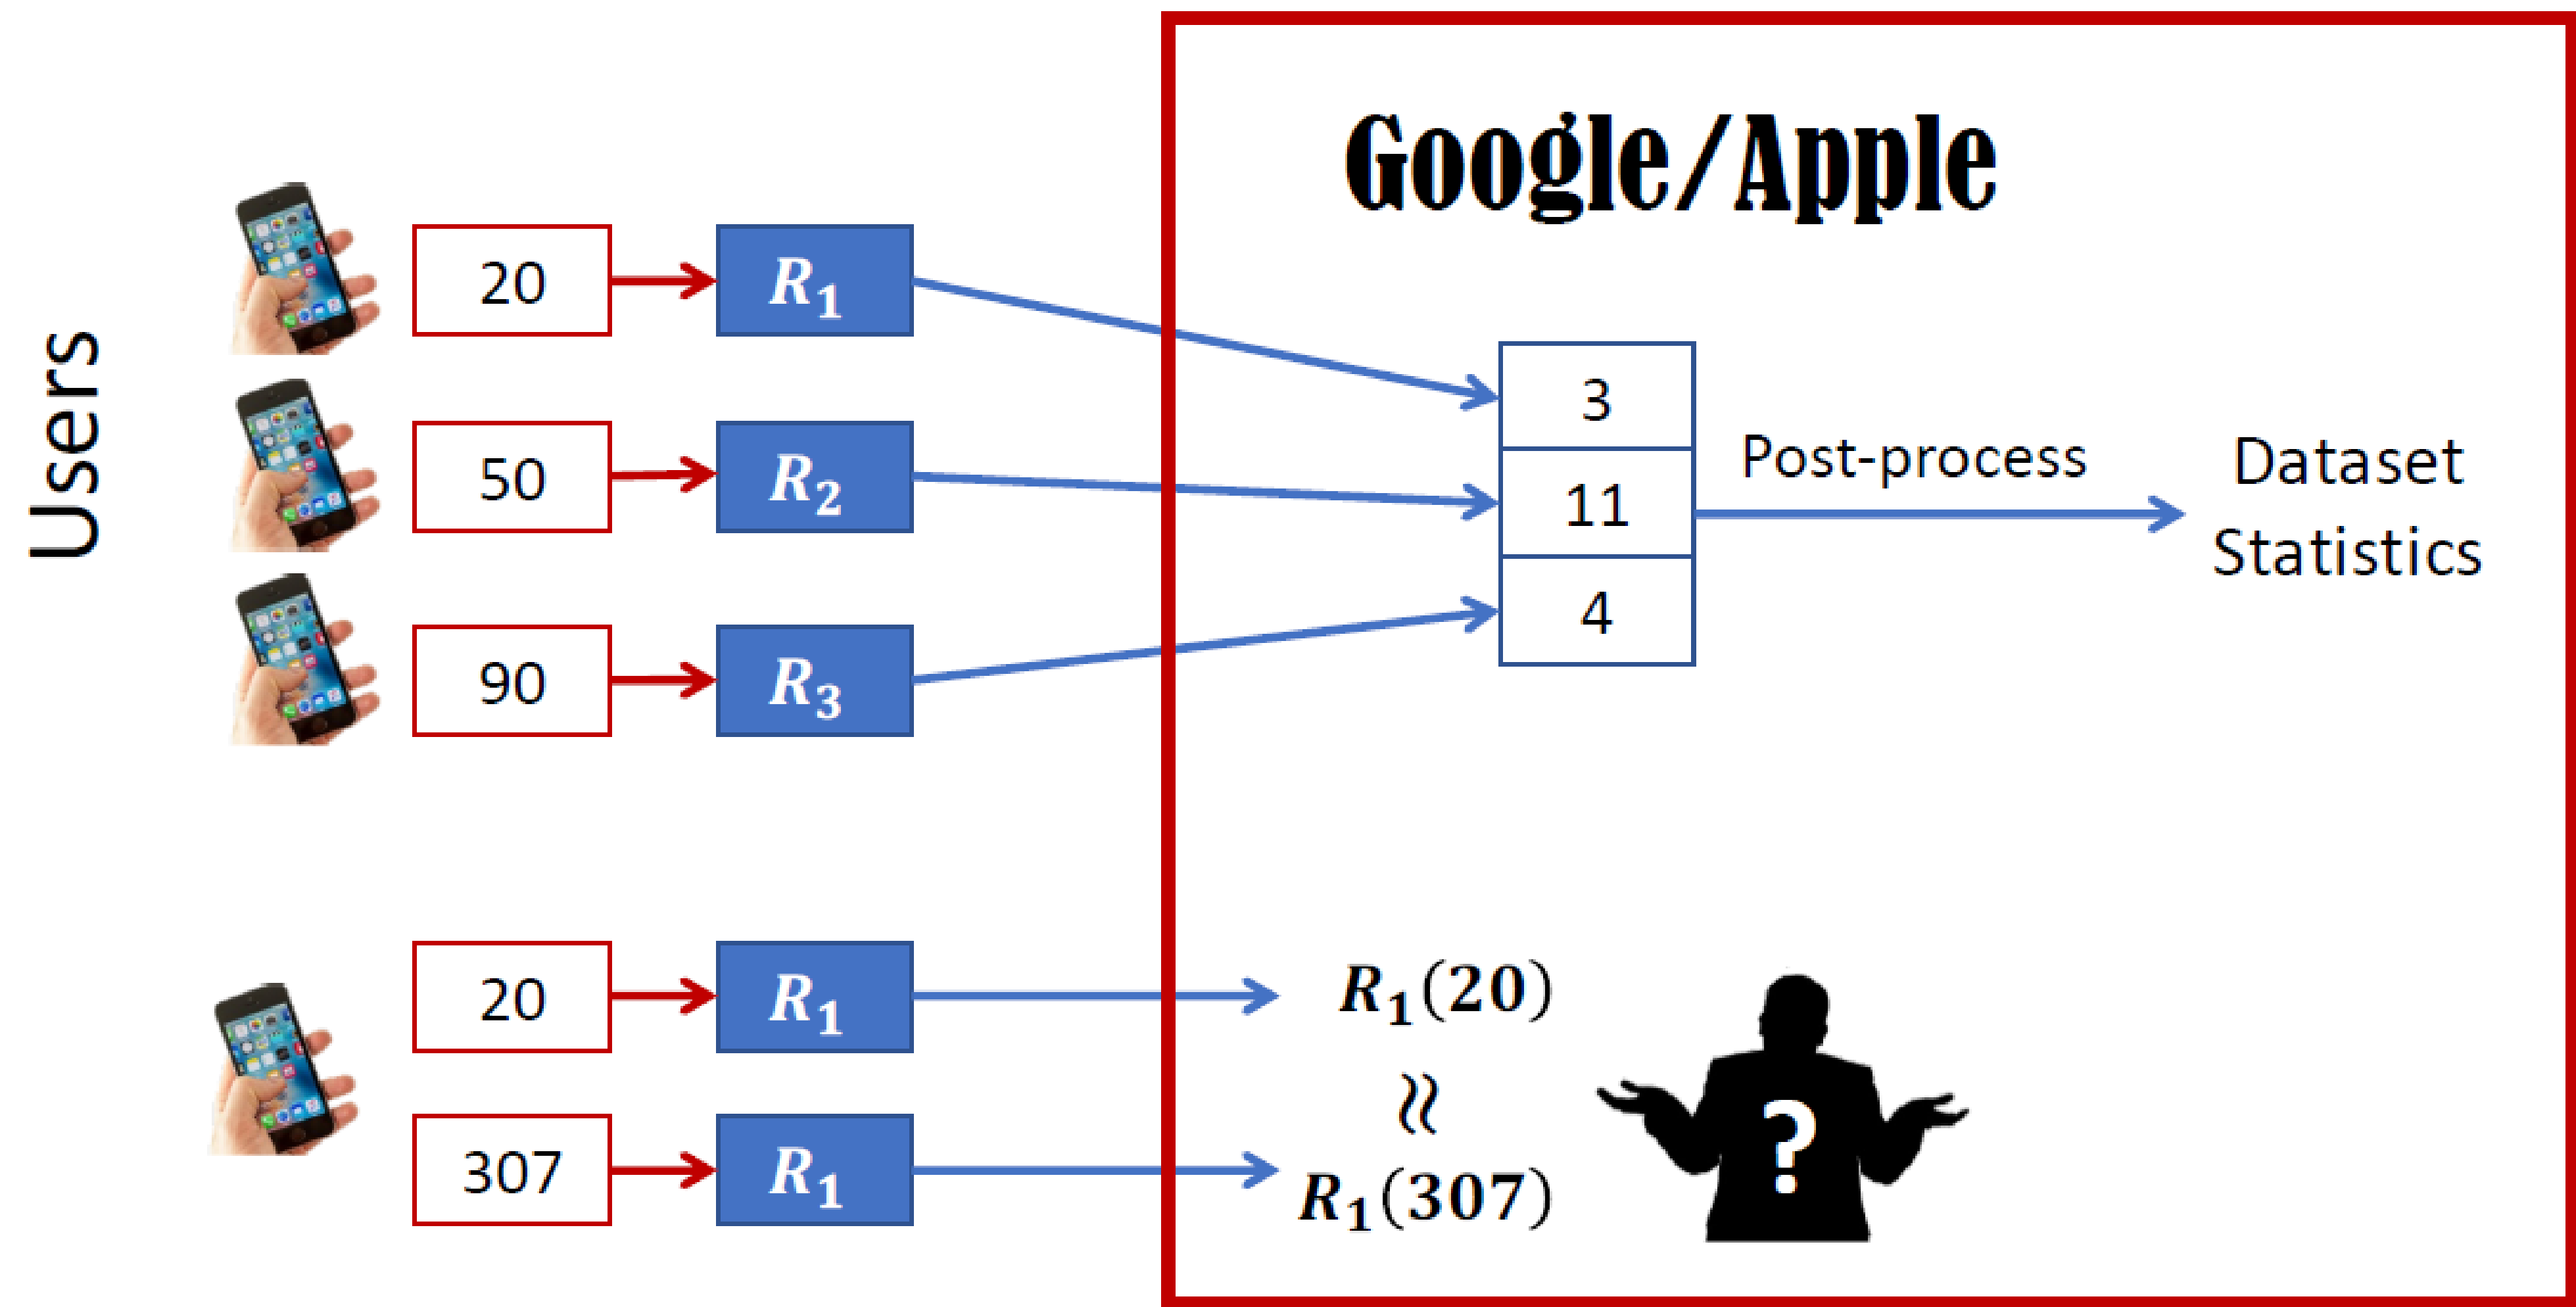 Google/Apple
Users
20 R₁
50 R₂
90 R₃
3
11
4
Post-process
Dataset
Statistics
20 R₁
R₁(20)
≈
307 R₁
R₁(307)
?